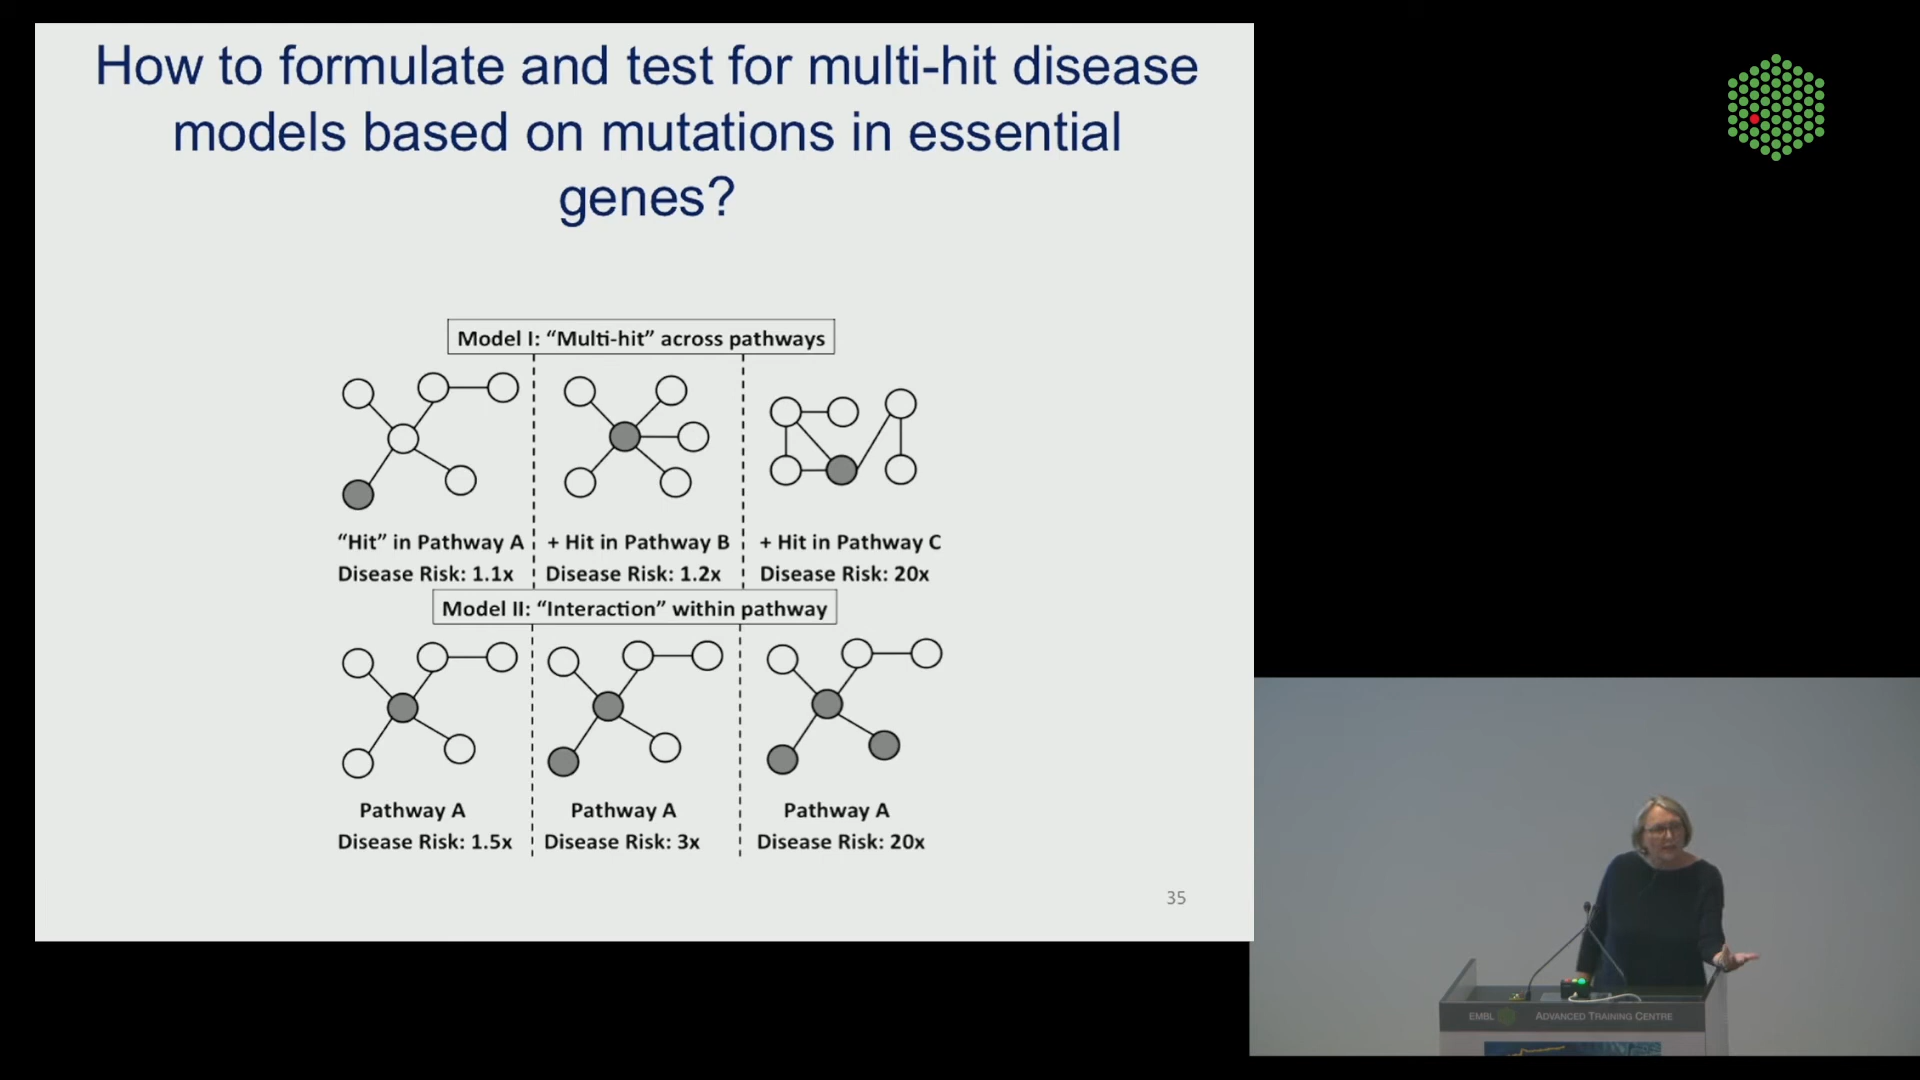 How to formulate and test for multi-hit disease
models based on mutations in essential
genes?
Model I: “Multi-hit” across pathways
“Hit” in Pathway A
Disease Risk: 1.1x
+ Hit in Pathway B
Disease Risk: 1.2x
+ Hit in Pathway C
Disease Risk: 20x
Model II: “Interaction” within pathway
Pathway A
Disease Risk: 1.5x
Pathway A
Disease Risk: 3x
Pathway A
Disease Risk: 20x
35
EMBL ADVANCED TRAINING CENTRE